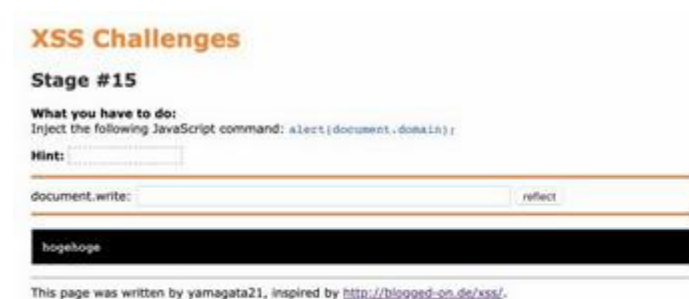 XSS Challenges
Stage #15
What you have to do:
Inject the following JavaScript command: alert(document.domain);
Hint:
document.write: reflect
hogehoge
This page was written by yamagata21, inspired by http://blogged-on.de/xss/.